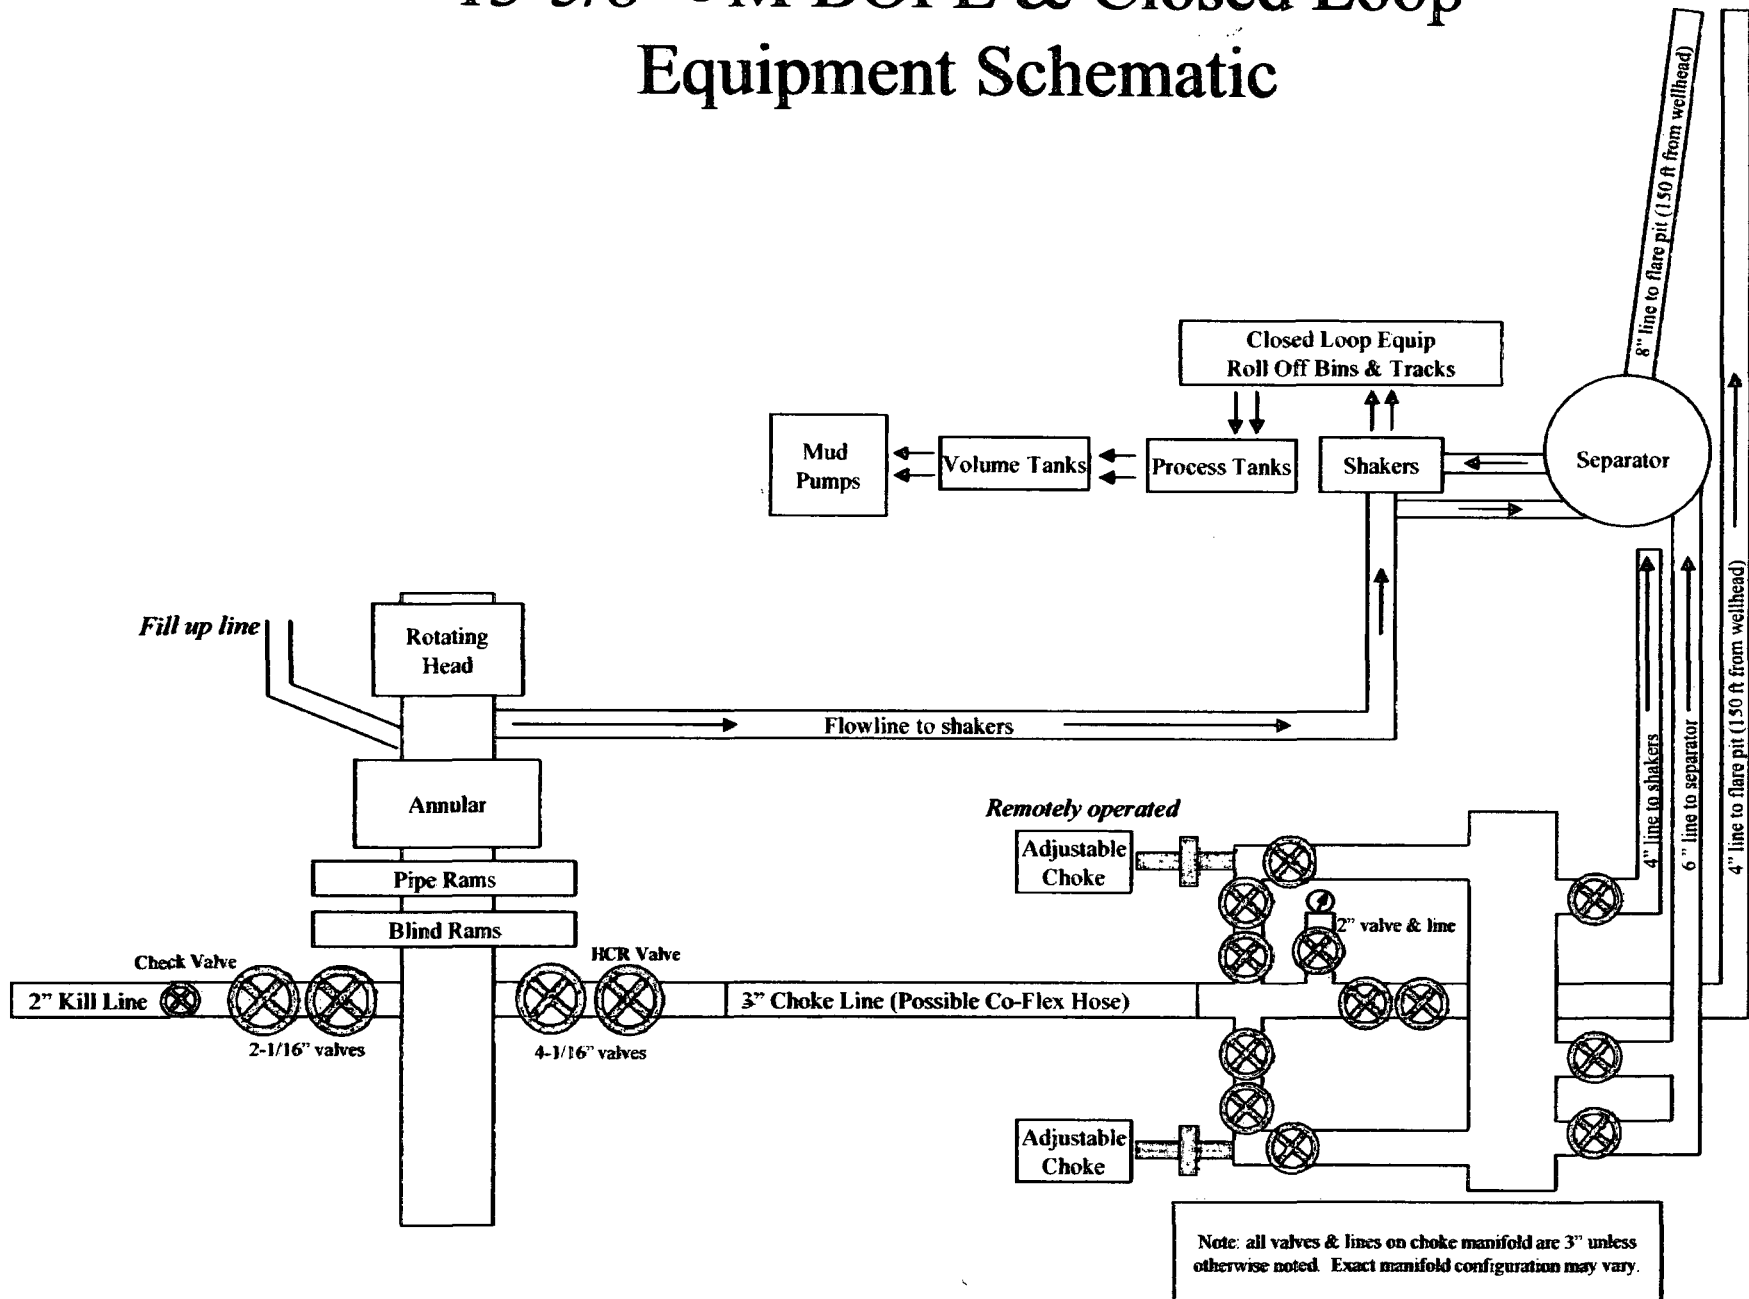 BOPE & Closed Loop
Equipment Schematic
8" line to flare pit (150 ft from wellhead)
Closed Loop Equip
Roll Off Bins & Tracks
Mud
Pumps
Volume Tanks
Process Tanks
Shakers
Separator
Fill up line
Rotating
Head
Flowline to shakers
Annular
Pipe Rams
Blind Rams
Remotely operated
Adjustable
Choke
2" valve & line
4" line to shakers
6" line to separator
4" line to flare pit (150 ft from wellhead)
Check Valve
HCR Valve
2" Kill Line
3" Choke Line (Possible Co-Flex Hose)
2-1/16" valves
4-1/16" valves
Adjustable
Choke
Note: all valves & lines on choke manifold are 3" unless
otherwise noted. Exact manifold configuration may vary.